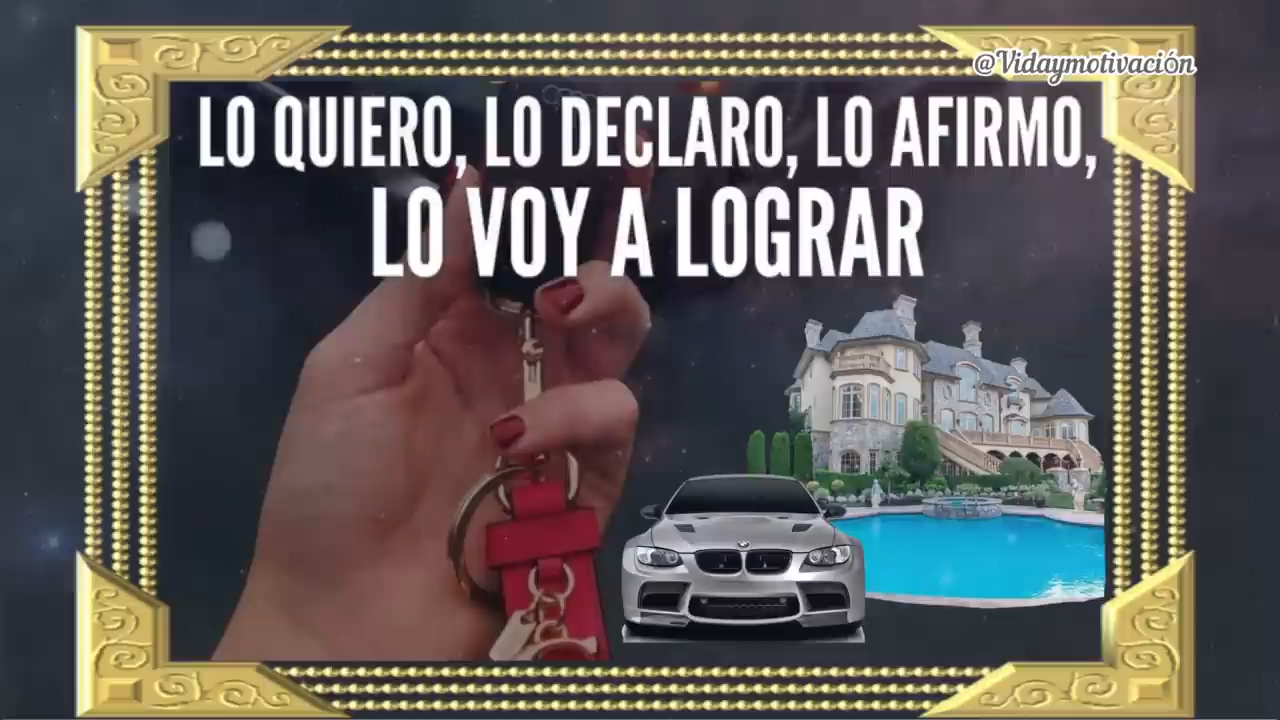 @Vidaymotivación
LO QUIERO, LO DECLARO, LO AFIRMO,
LO VOY A LOGRAR